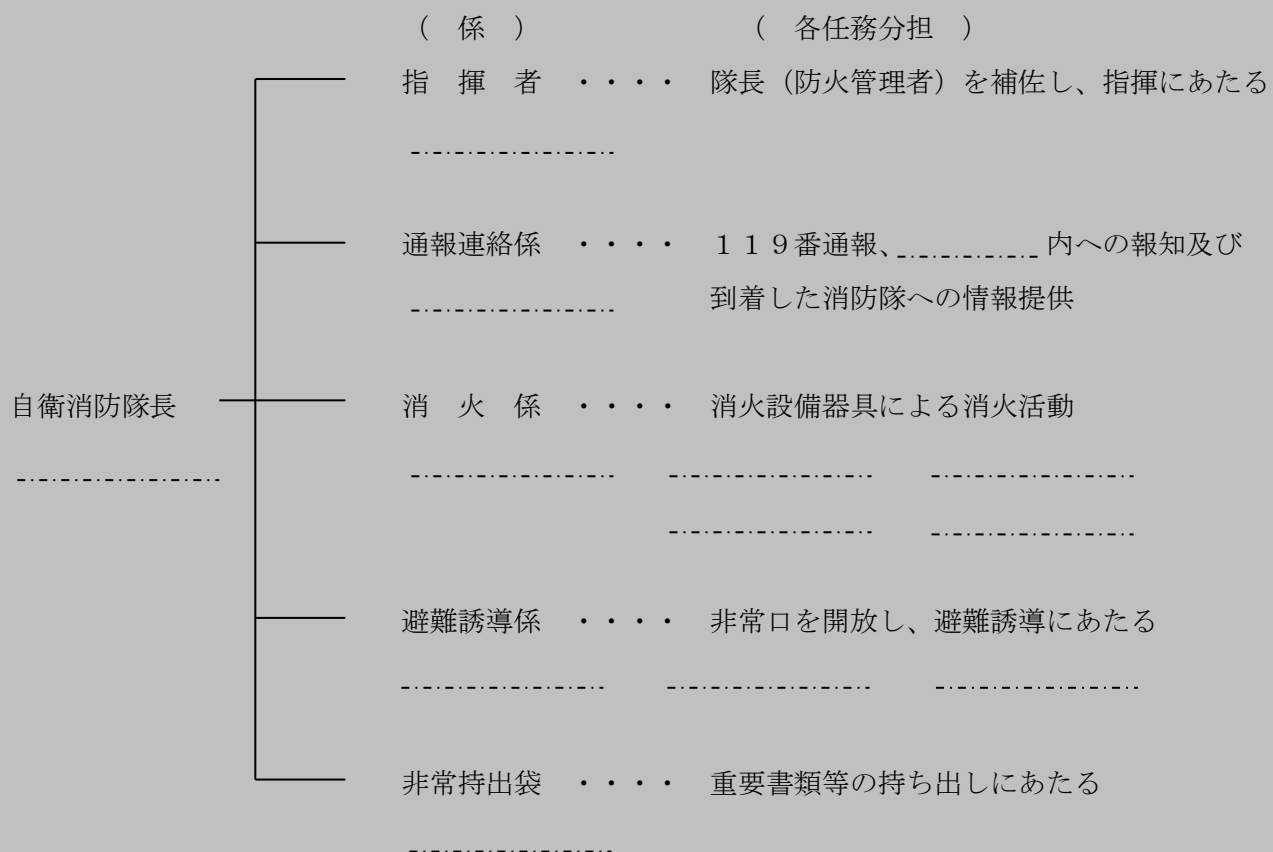 （ 係 ） （ 各任務分担 ）
指 揮 者 ・・・・ 隊長（防火管理者）を補佐し、指揮にあたる
通報連絡係 ・・・・ １１９番通報、 内への報知及び
到着した消防隊への情報提供
自衛消防隊長 消 火 係 ・・・・ 消火設備器具による消火活動
避難誘導係 ・・・・ 非常口を開放し、避難誘導にあたる
非常持出袋 ・・・・ 重要書類等の持ち出しにあたる